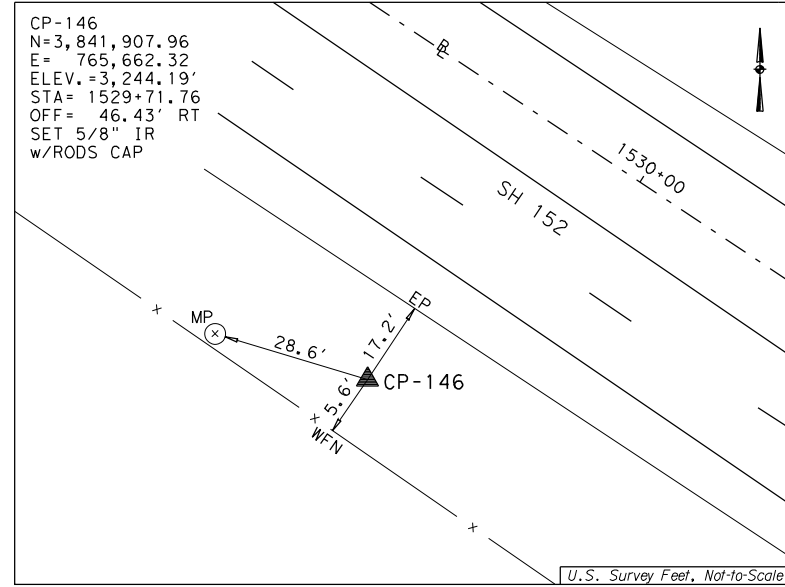 CP-146
N=3,841,907.96
E= 765,662.32
ELEV.=3,244.19'
STA= 1529+71.76
OFF= 46.43' RT
SET 5/8" IR
w/RODS CAP
1530+00
SH 152
MP
EP
28.6'
17.2'
CP-146
5.6'
WFN
U.S. Survey Feet, Not-to-Scale